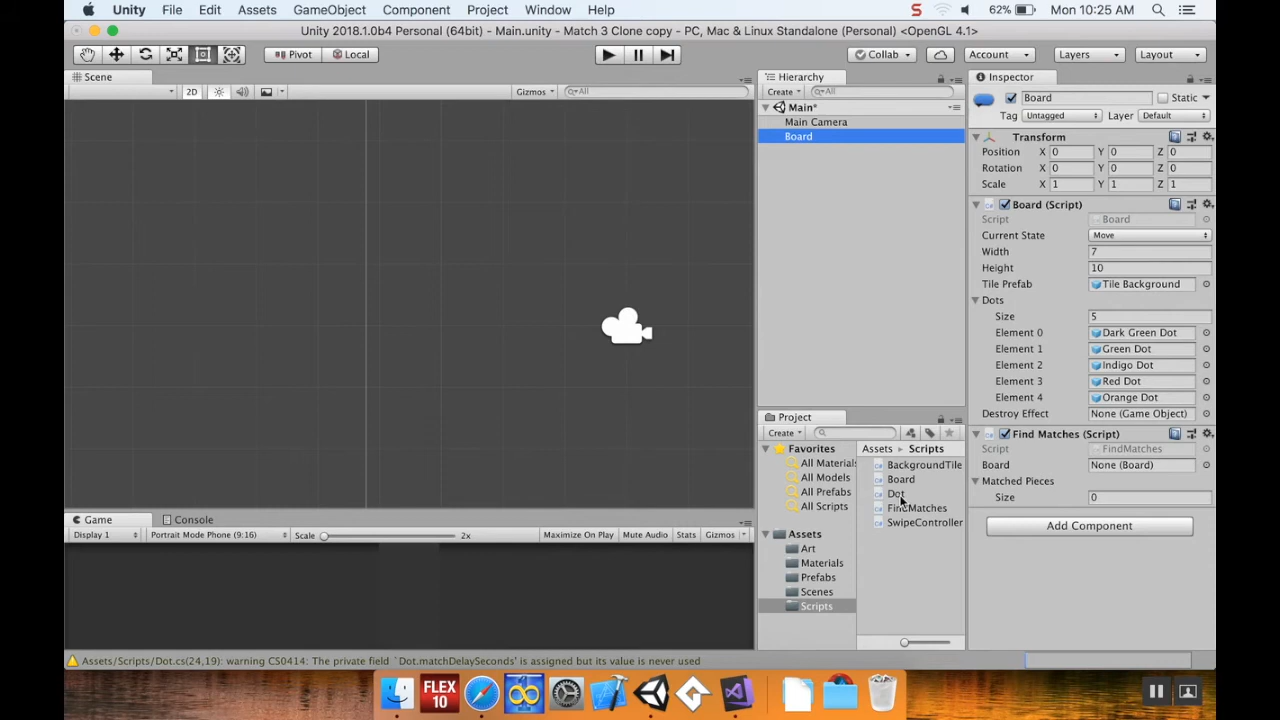 Unity File Edit Assets GameObject Component Project Window Help 62% Mon 10:25 AM
Unity 2018.1.0b4 Personal (64bit) - Main.unity - Match 3 Clone copy - PC, Mac & Linux Standalone (Personal) <OpenGL 4.1>
Pivot Local Collab Account Layers Layout
Scene
2D Gizmos All
Hierarchy
Create All
Main*
Main Camera
Board
Inspector
Board Static
Tag Untagged Layer Default
Transform
Position X 0 Y 0 Z 0
Rotation X 0 Y 0 Z 0
Scale X 1 Y 1 Z 1
Board (Script)
Script Board
Current State Move
Width 7
Height 10
Tile Prefab Tile Background
Dots
Size 5
Element 0 Dark Green Dot
Element 1 Green Dot
Element 2 Indigo Dot
Element 3 Red Dot
Element 4 Orange Dot
Destroy Effect None (Game Object)
Find Matches (Script)
Script FindMatches
Board None (Board)
Matched Pieces
Size 0
Add Component
Project
Create
Favorites
All Materials
All Models
All Prefabs
All Scripts
Assets
Art
Materials
Prefabs
Scenes
Scripts
Assets Scripts
BackgroundTile
Board
Dot
FindMatches
SwipeController
Game Console
Display 1 Portrait Mode Phone (9:16) Scale 2x Maximize On Play Mute Audio Stats Gizmos
Assets/Scripts/Dot.cs(24,19): warning CS0414: The private field `Dot.matchDelaySeconds' is assigned but its value is never used
FLEX
10